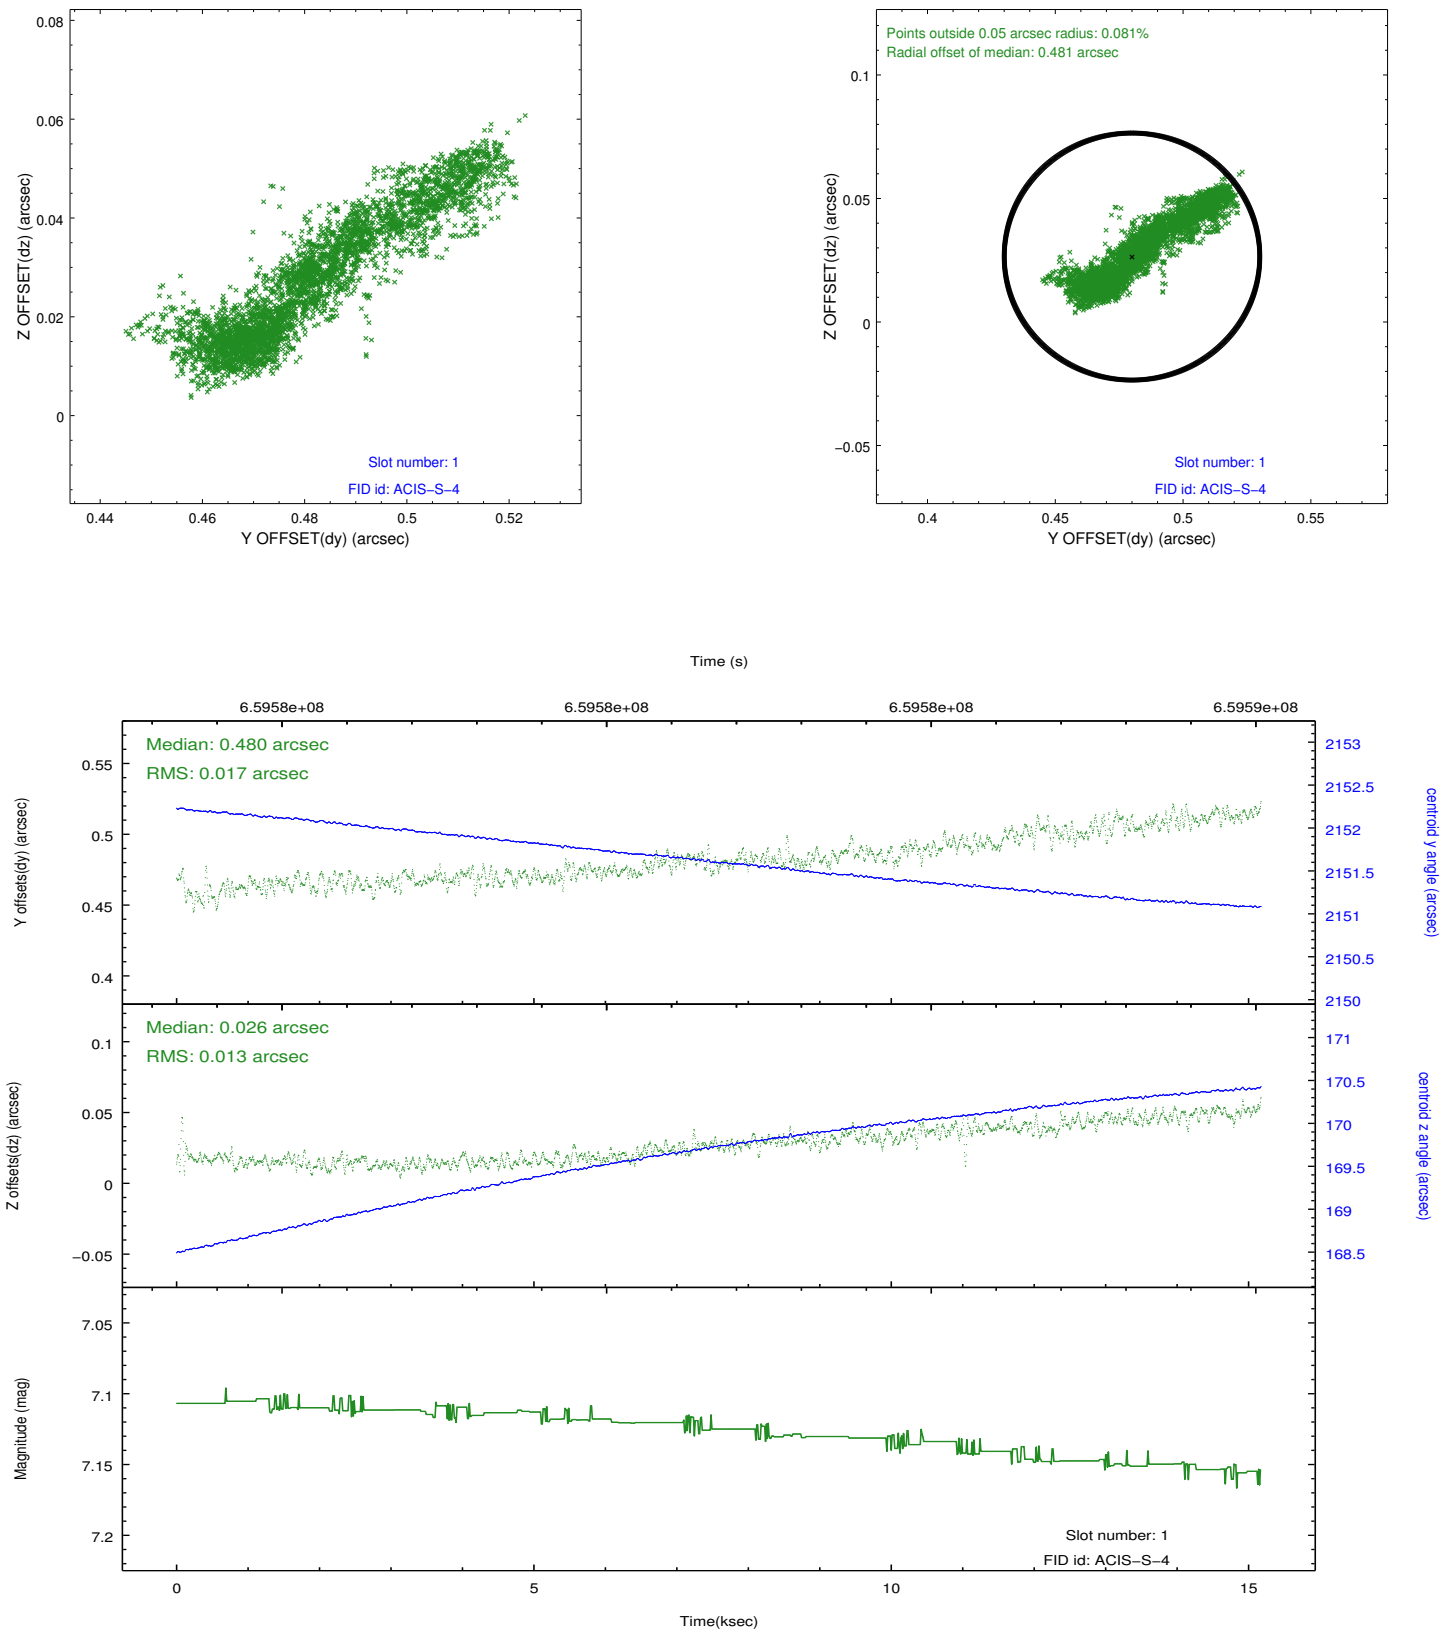 0.08
0.06
0.04
0.02
0
Z OFFSET(dz) (arcsec)
Slot number: 1
FID id: ACIS−S−4
0.44 0.46 0.48 0.5 0.52
Y OFFSET(dy) (arcsec)
Points outside 0.05 arcsec radius: 0.081%
Radial offset of median: 0.481 arcsec
0.1
0.05
0
−0.05
Z OFFSET(dz) (arcsec)
Slot number: 1
FID id: ACIS−S−4
0.4 0.45 0.5 0.55
Y OFFSET(dy) (arcsec)
Time (s)
6.5958e+08 6.5958e+08 6.5958e+08 6.5959e+08
Median: 0.480 arcsec
RMS: 0.017 arcsec
0.55
0.5
0.45
0.4
Y offsets(dy) (arcsec)
2153
2152.5
2152
2151.5
2151
2150.5
2150
centroid y angle (arcsec)
Median: 0.026 arcsec
RMS: 0.013 arcsec
0.1
0.05
0
−0.05
Z offsets(dz) (arcsec)
171
170.5
170
169.5
169
168.5
centroid z angle (arcsec)
7.05
7.1
7.15
7.2
Magnitude (mag)
Slot number: 1
FID id: ACIS−S−4
0 5 10 15
Time(ksec)